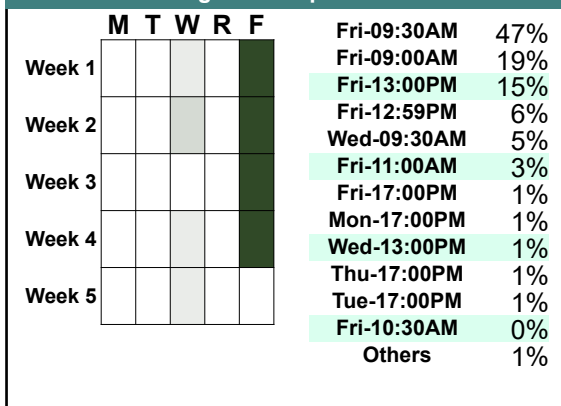 M T W R F
Week 1
Week 2
Week 3
Week 4
Week 5
Fri-09:30AM 47%
Fri-09:00AM 19%
Fri-13:00PM 15%
Fri-12:59PM 6%
Wed-09:30AM 5%
Fri-11:00AM 3%
Fri-17:00PM 1%
Mon-17:00PM 1%
Wed-13:00PM 1%
Thu-17:00PM 1%
Tue-17:00PM 1%
Fri-10:30AM 0%
Others 1%